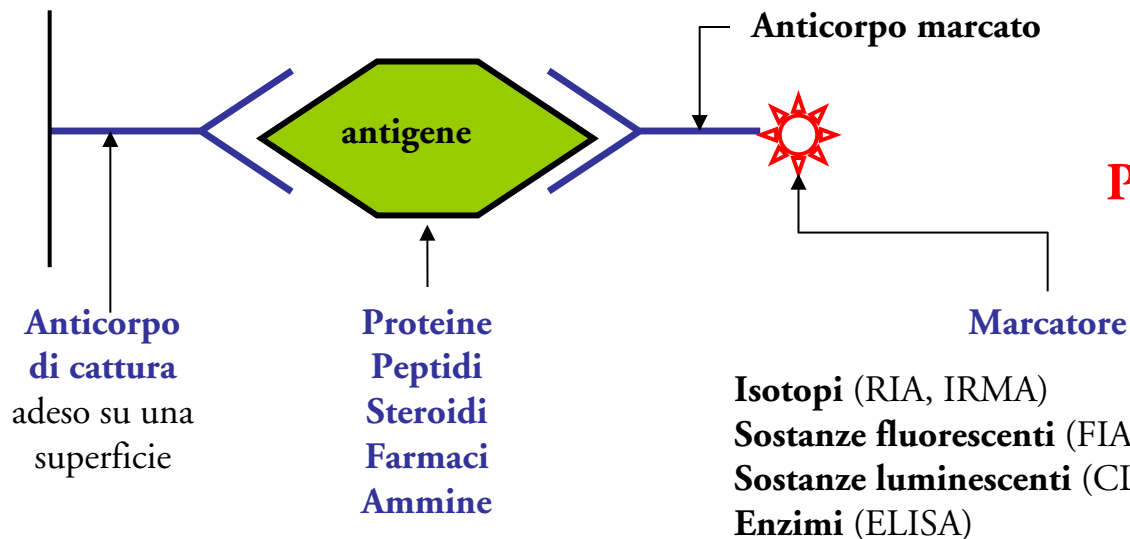 Anticorpo marcato
antigene
P
Anticorpo
di cattura
adeso su una
superficie
Proteine
Peptidi
Steroidi
Farmaci
Ammine
Marcatore
Isotopi (RIA, IRMA)
Sostanze fluorescenti (FIA
Sostanze luminescenti (CL
Enzimi (ELISA)